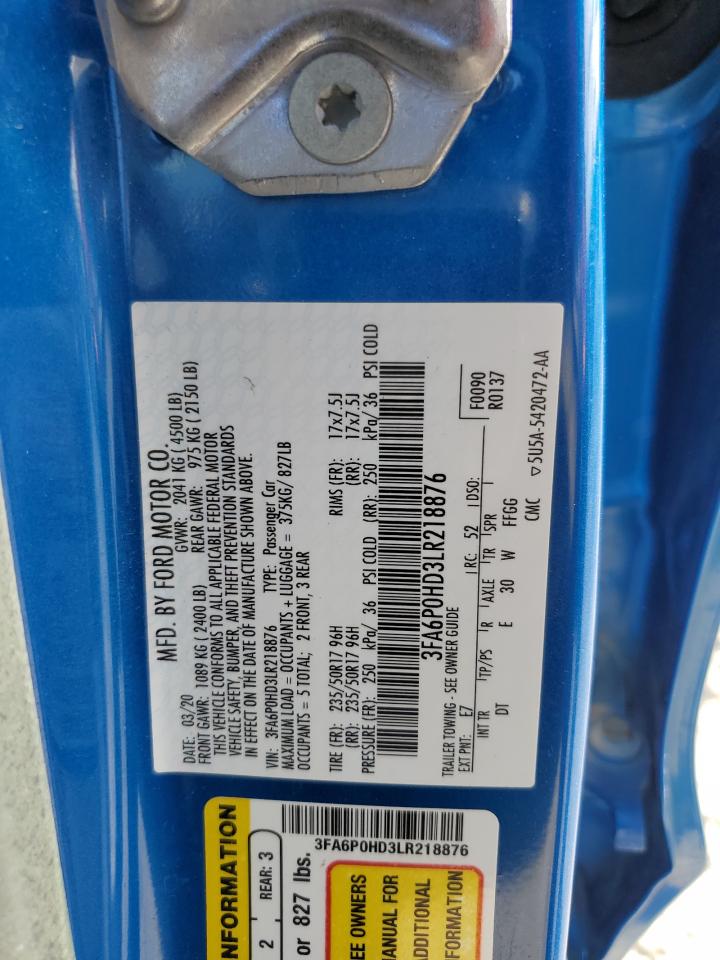 MFD. BY FORD MOTOR CO.
DATE: 03/20 GVWR: 2041 KG ( 4500 LB)
FRONT GAWR: 1089 KG ( 2400 LB) REAR GAWR: 975 KG ( 2150 LB)
THIS VEHICLE CONFORMS TO ALL APPLICABLE FEDERAL MOTOR
VEHICLE SAFETY, BUMPER, AND THEFT PREVENTION STANDARDS
IN EFFECT ON THE DATE OF MANUFACTURE SHOWN ABOVE.
VIN: 3FA6P0HD3LR218876 TYPE: Passenger Car
MAXIMUM LOAD = OCCUPANTS + LUGGAGE = 375KG/ 827LB
OCCUPANTS = 5 TOTAL; 2 FRONT, 3 REAR
TIRE (FR): 235/50R17 96H RIMS (FR): 17x7.5J
(RR): 235/50R17 96H (RR): 17x7.5J
PRESSURE (FR): 250 kPa/ 36 PSI COLD (RR): 250 kPa/ 36 PSI COLD
3FA6P0HD3LR218876
TRAILER TOWING - SEE OWNER GUIDE F0090
EXT PNT: E7 RC: 52 DSO: R0137
INT TR TP/PS R AXLE TR SPR
DT E 30 W FFGG
CMC ▽5U5A-5420472-AA
NFORMATION
2 REAR: 3
or 827 lbs.
3FA6P0HD3LR218876
EE OWNERS
ANUAL FOR
ADDITIONAL
FORMATION